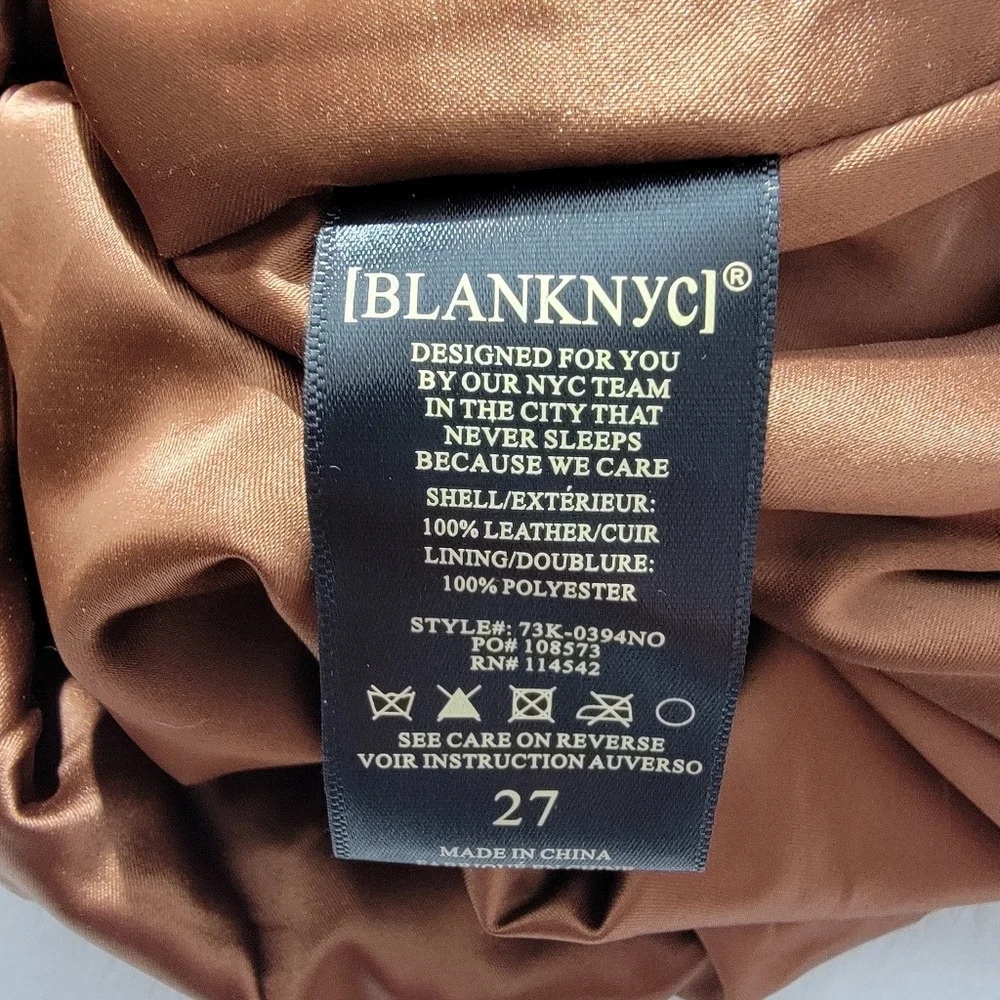 [BLANKNYC]®
DESIGNED FOR YOU
BY OUR NYC TEAM
IN THE CITY THAT
NEVER SLEEPS
BECAUSE WE CARE
SHELL/EXTÉRIEUR:
100% LEATHER/CUIR
LINING/DOUBLURE:
100% POLYESTER
STYLE#: 73K-0394NO
PO# 108573
RN# 114542
SEE CARE ON REVERSE
VOIR INSTRUCTION AUVERSO
27
MADE IN CHINA